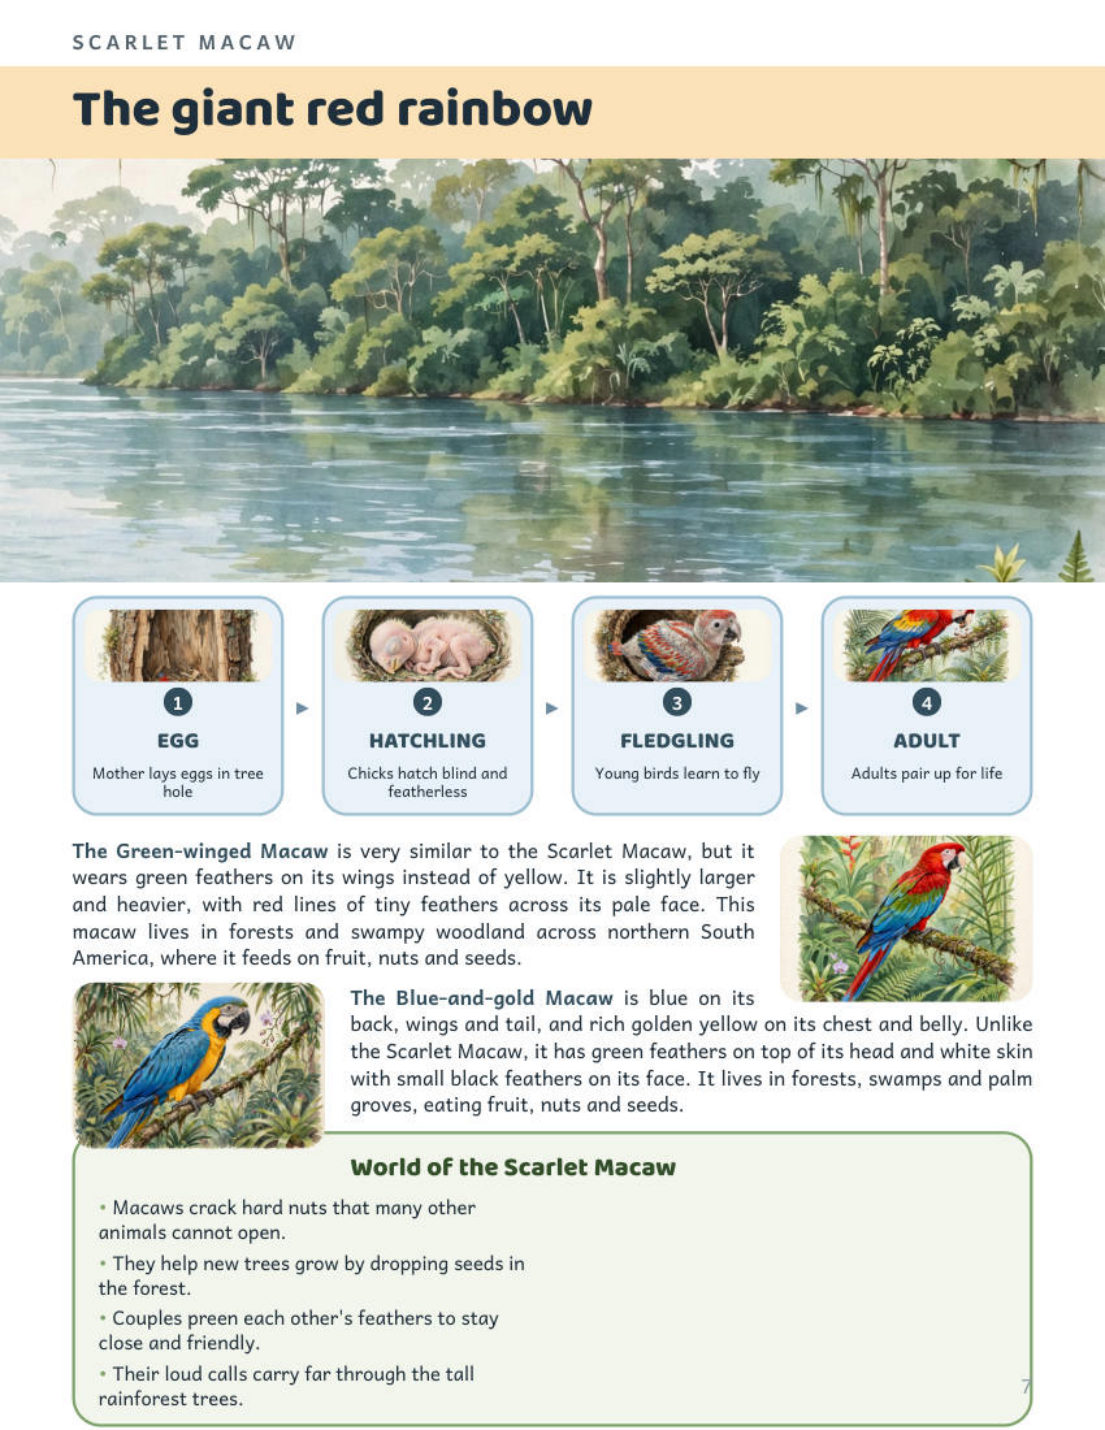 SCARLET MACAW
The giant red rainbow
1
EGG
Mother lays eggs in tree
hole
2
HATCHLING
Chicks hatch blind and
featherless
3
FLEDGLING
Young birds learn to fly
4
ADULT
Adults pair up for life
The Green-winged Macaw is very similar to the Scarlet Macaw, but it
wears green feathers on its wings instead of yellow. It is slightly larger
and heavier, with red lines of tiny feathers across its pale face. This
macaw lives in forests and swampy woodland across northern South
America, where it feeds on fruit, nuts and seeds.
The Blue-and-gold Macaw is blue on its
back, wings and tail, and rich golden yellow on its chest and belly. Unlike
the Scarlet Macaw, it has green feathers on top of its head and white skin
with small black feathers on its face. It lives in forests, swamps and palm
groves, eating fruit, nuts and seeds.
World of the Scarlet Macaw
• Macaws crack hard nuts that many other
animals cannot open.
• They help new trees grow by dropping seeds in
the forest.
• Couples preen each other's feathers to stay
close and friendly.
• Their loud calls carry far through the tall
rainforest trees.
7